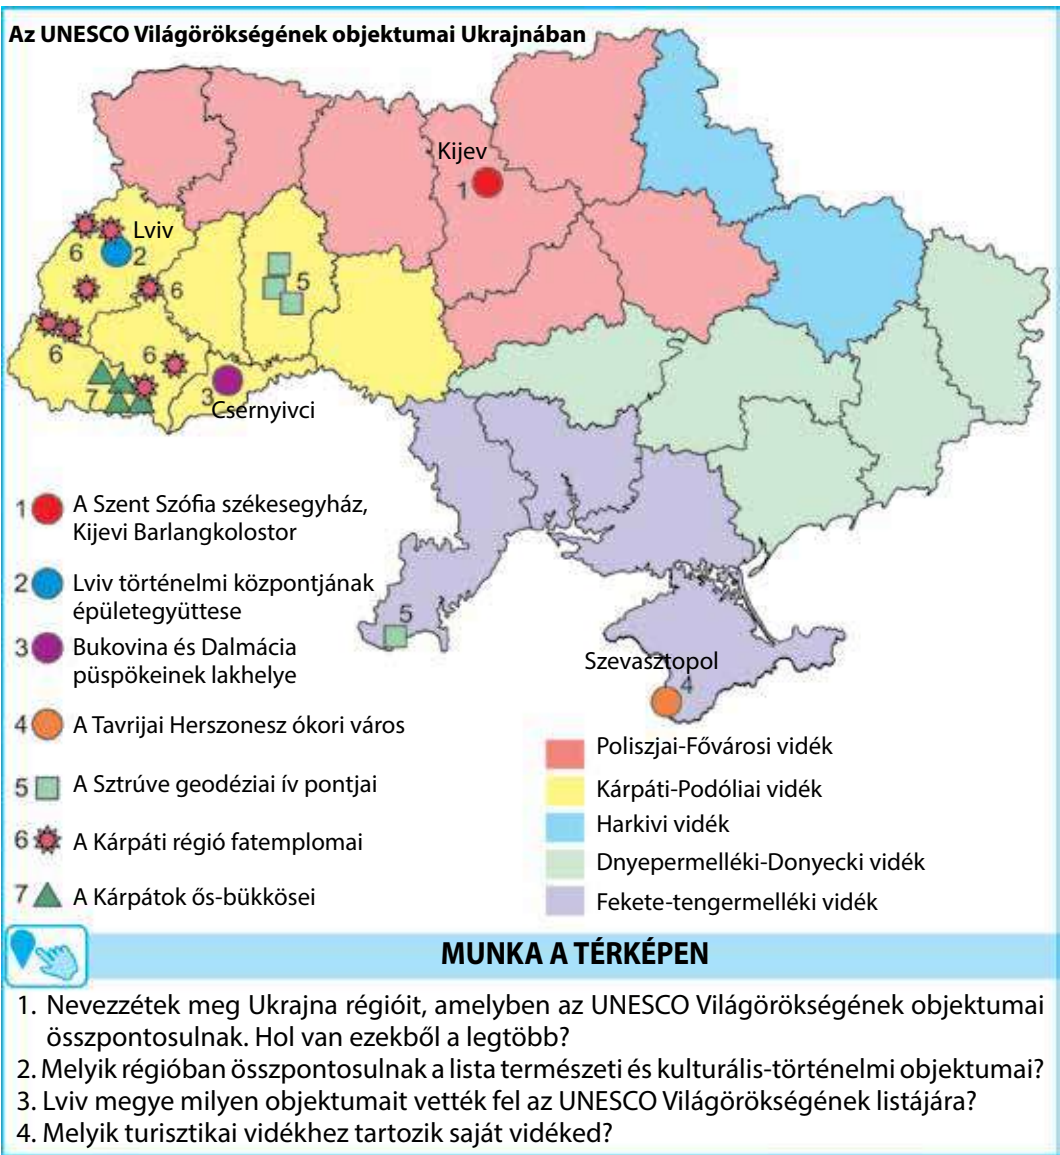 Az UNESCO Világörökségének objektumai Ukrajnában
Kijev
1
Lviv
6
2
6
5
6
6
7
3
Csernyivci
5
Szevasztopol
4
1 A Szent Szófia székesegyház,
Kijevi Barlangkolostor
2 Lviv történelmi központjának
épületegyüttese
3 Bukovina és Dalmácia
püspökeinek lakhelye
4 A Tavrijai Herszonesz ókori város
5 A Sztrúve geodéziai ív pontjai
6 A Kárpáti régió fatemplomai
7 A Kárpátok ős-bükkösei
Poliszjai-Fővárosi vidék
Kárpáti-Podóliai vidék
Harkivi vidék
Dnyepermelléki-Donyecki vidék
Fekete-tengermelléki vidék
MUNKA A TÉRKÉPEN
1. Nevezzétek meg Ukrajna régióit, amelyben az UNESCO Világörökségének objektumai
összpontosulnak. Hol van ezekből a legtöbb?
2. Melyik régióban összpontosulnak a lista természeti és kulturális-történelmi objektumai?
3. Lviv megye milyen objektumait vették fel az UNESCO Világörökségének listájára?
4. Melyik turisztikai vidékhez tartozik saját vidéked?